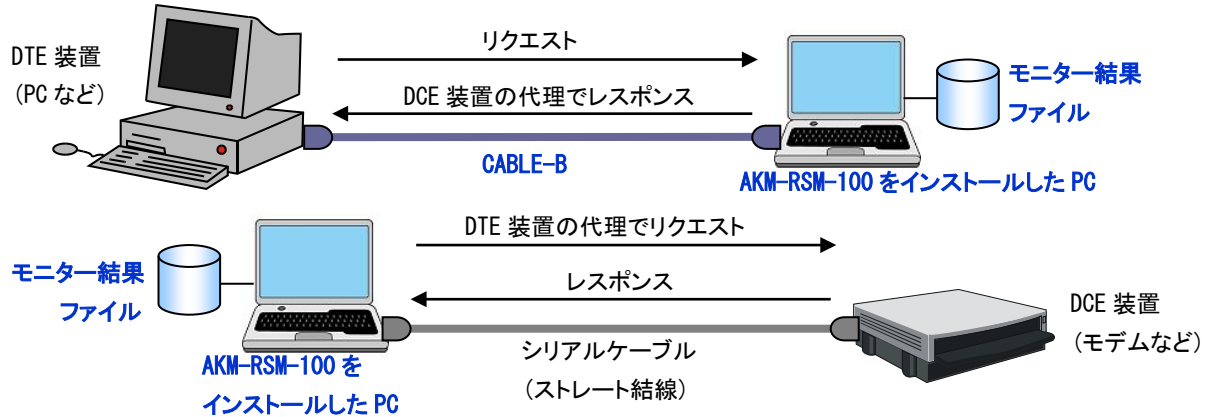 DTE 装置
(PC など)
リクエスト
DCE 装置の代理でレスポンス
CABLE-B
モニター結果
ファイル
AKM-RSM-100 をインストールした PC
モニター結果
ファイル
DTE 装置の代理でリクエスト
レスポンス
シリアルケーブル
(ストレート結線)
AKM-RSM-100 を
インストールした PC
DCE 装置
(モデムなど)